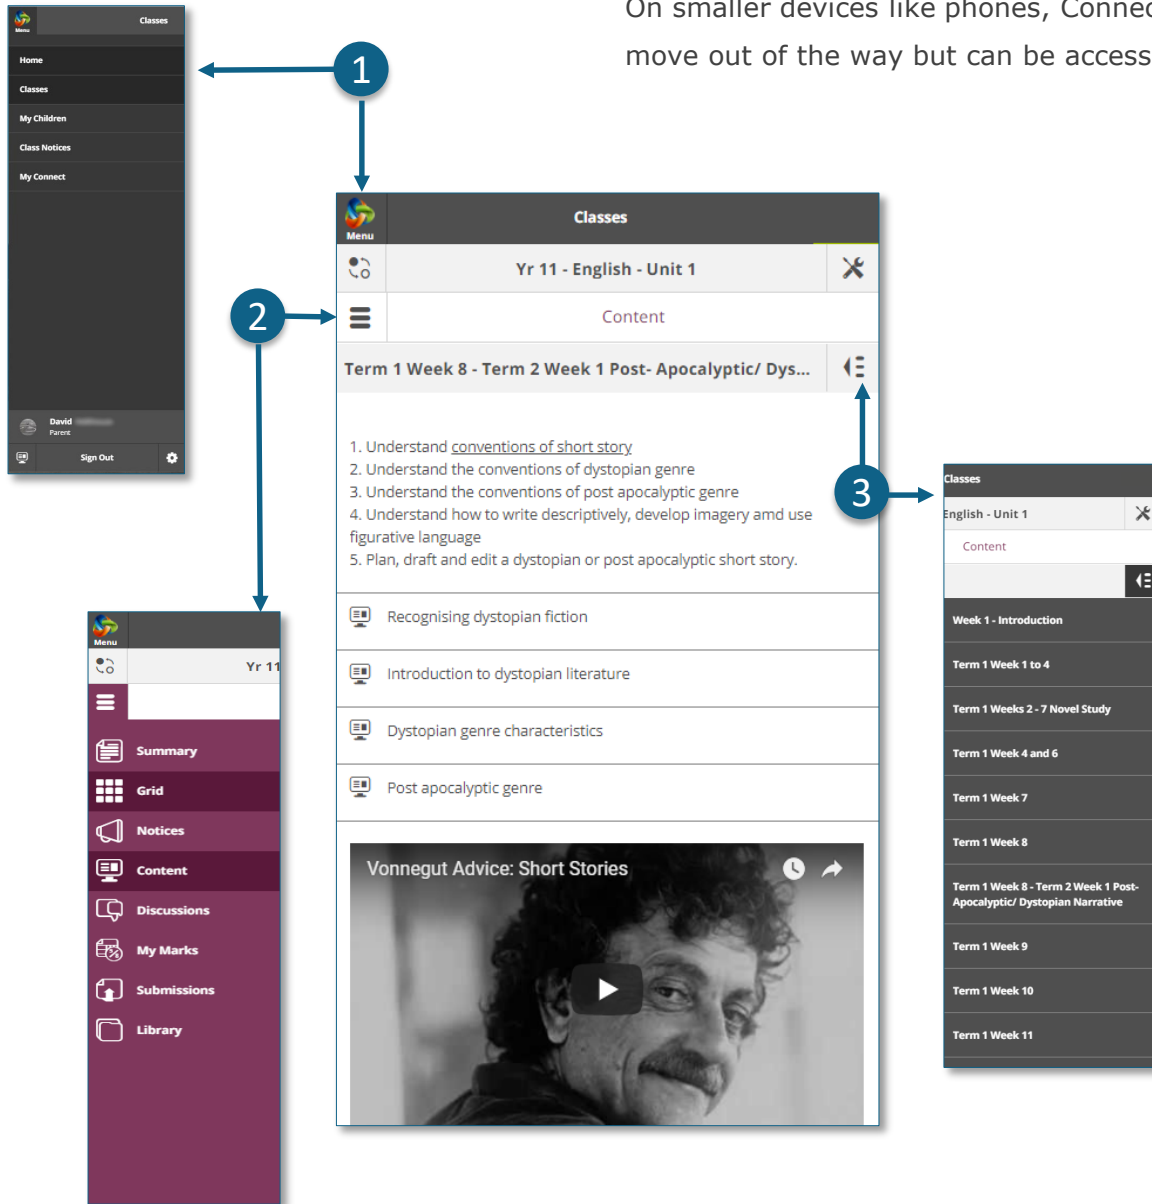 On smaller devices like phones, Connec
move out of the way but can be access
Menu
Classes
Home
Classes
My Children
Class Notices
My Connect
David
Parent
Sign Out
1
2
3
Menu
Classes
Yr 11 - English - Unit 1
Content
Term 1 Week 8 - Term 2 Week 1 Post- Apocalyptic/ Dys...
1. Understand conventions of short story
2. Understand the conventions of dystopian genre
3. Understand the conventions of post apocalyptic genre
4. Understand how to write descriptively, develop imagery amd use
figurative language
5. Plan, draft and edit a dystopian or post apocalyptic short story.
Recognising dystopian fiction
Introduction to dystopian literature
Dystopian genre characteristics
Post apocalyptic genre
Vonnegut Advice: Short Stories
Menu
Yr 11
Summary
Grid
Notices
Content
Discussions
My Marks
Submissions
Library
Classes
English - Unit 1
Content
Week 1 - Introduction
Term 1 Week 1 to 4
Term 1 Weeks 2 - 7 Novel Study
Term 1 Week 4 and 6
Term 1 Week 7
Term 1 Week 8
Term 1 Week 8 - Term 2 Week 1 Post-
Apocalyptic/ Dystopian Narrative
Term 1 Week 9
Term 1 Week 10
Term 1 Week 11